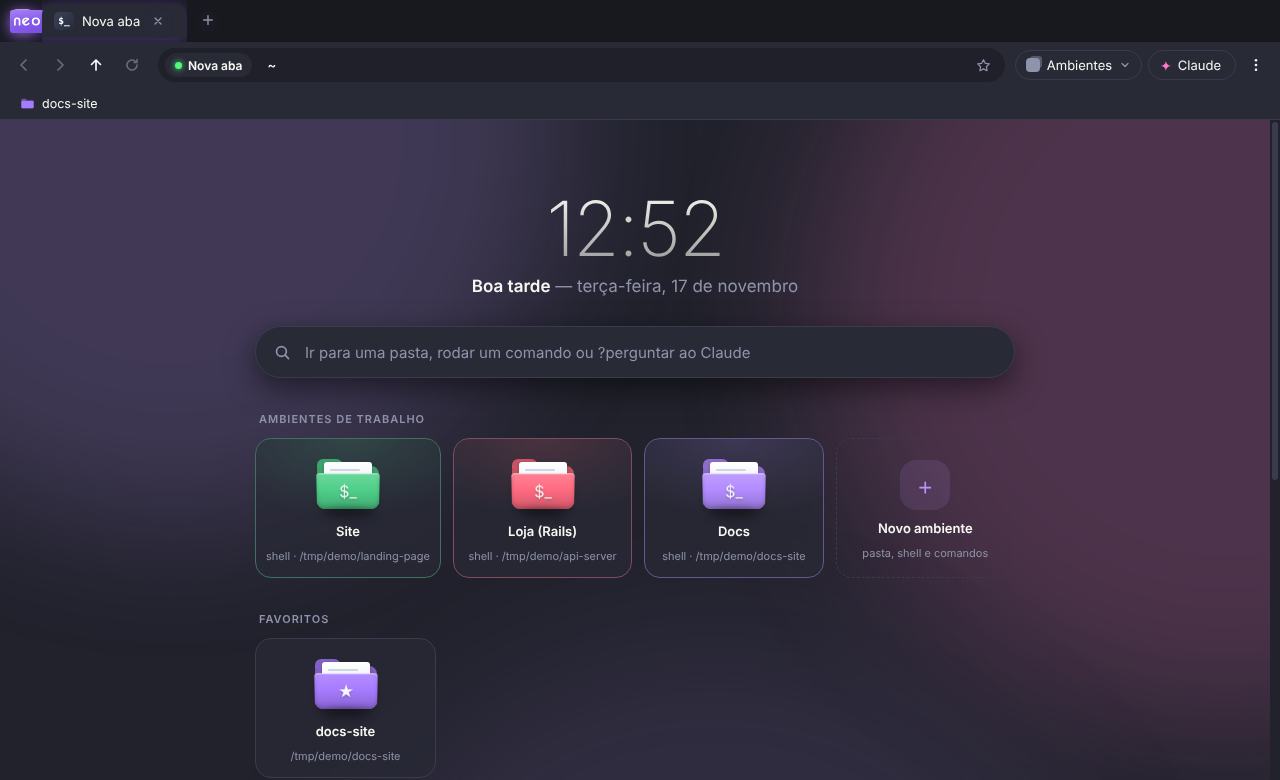 neo
$_ Nova aba
Nova aba ~
Ambientes
Claude
docs-site
12:52
Boa tarde — terça-feira, 17 de novembro
Ir para uma pasta, rodar um comando ou ?perguntar ao Claude
AMBIENTES DE TRABALHO
$_
$_
$_
+
Site
Loja (Rails)
Docs
Novo ambiente
shell · /tmp/demo/landing-page
shell · /tmp/demo/api-server
shell · /tmp/demo/docs-site
pasta, shell e comandos
FAVORITOS
docs-site
/tmp/demo/docs-site